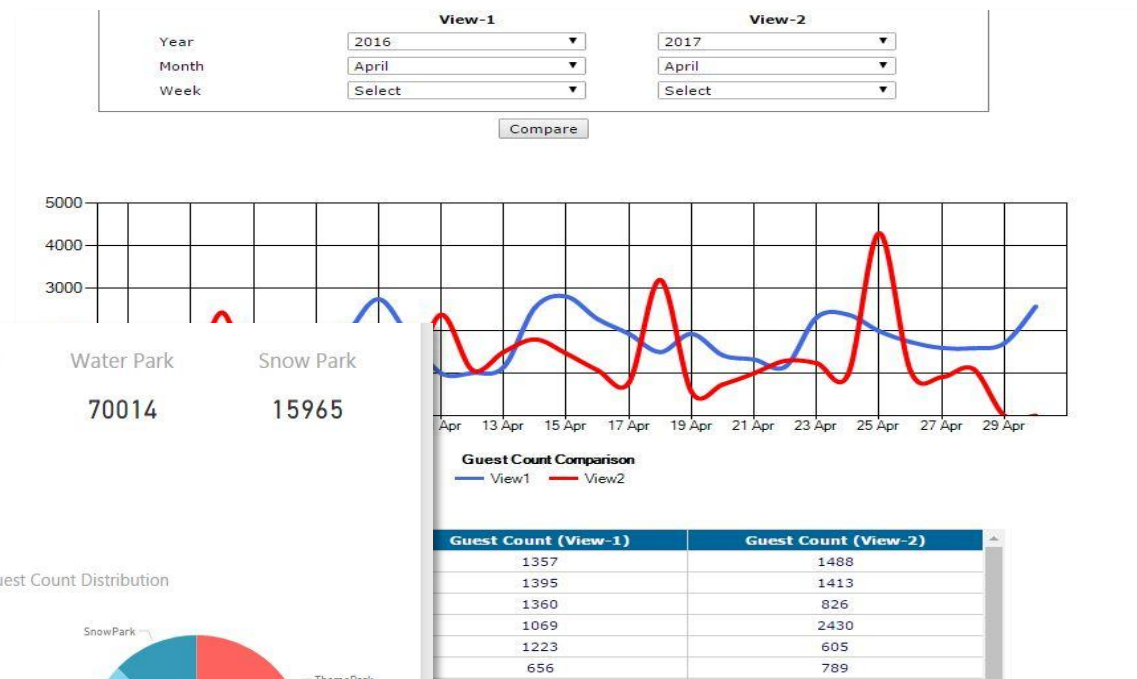 View-1 View-2
Year 2016 2017
Month April April
Week Select Select
Compare
5000
4000
3000
Water Park Snow Park
70014 15965
Apr 13 Apr 15 Apr 17 Apr 19 Apr 21 Apr 23 Apr 25 Apr 27 Apr 29 Apr
Guest Count Comparison
View1 View2
Guest Count (View-1) Guest Count (View-2)
1357 1488
1395 1413
1360 826
1069 2430
1223 605
656 789
uest Count Distribution
SnowPark
ThemePark